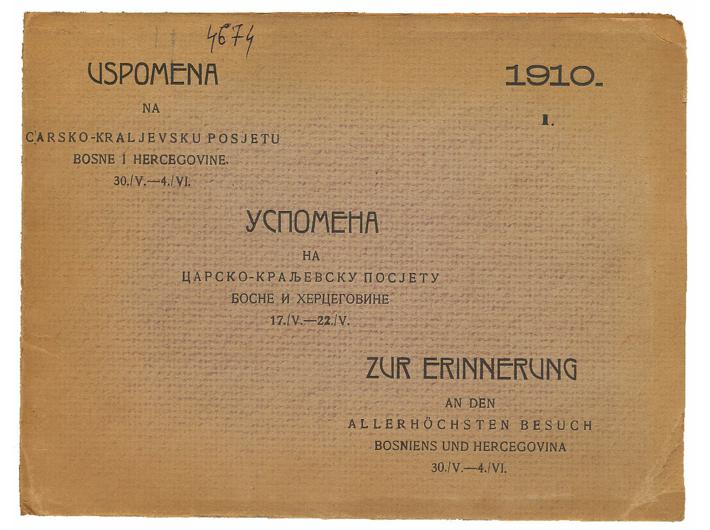 4674
USPOMENA
NA
CARSKO-KRALJEVSKU POSJETU
BOSNE I HERCEGOVINE.
30./V.—4./VI.
1910.
I.
УСПОМЕНА
НА
ЦАРСКО-КРАЉЕВСКУ ПОСЈЕТУ
БОСНЕ И ХЕРЦЕГОВИНЕ
17./V.—22./V.
ZUR ERINNERUNG
AN DEN
ALLERHÖCHSTEN BESUCH
BOSNIENS UND HERCEGOVINA
30./V.—4./VI.